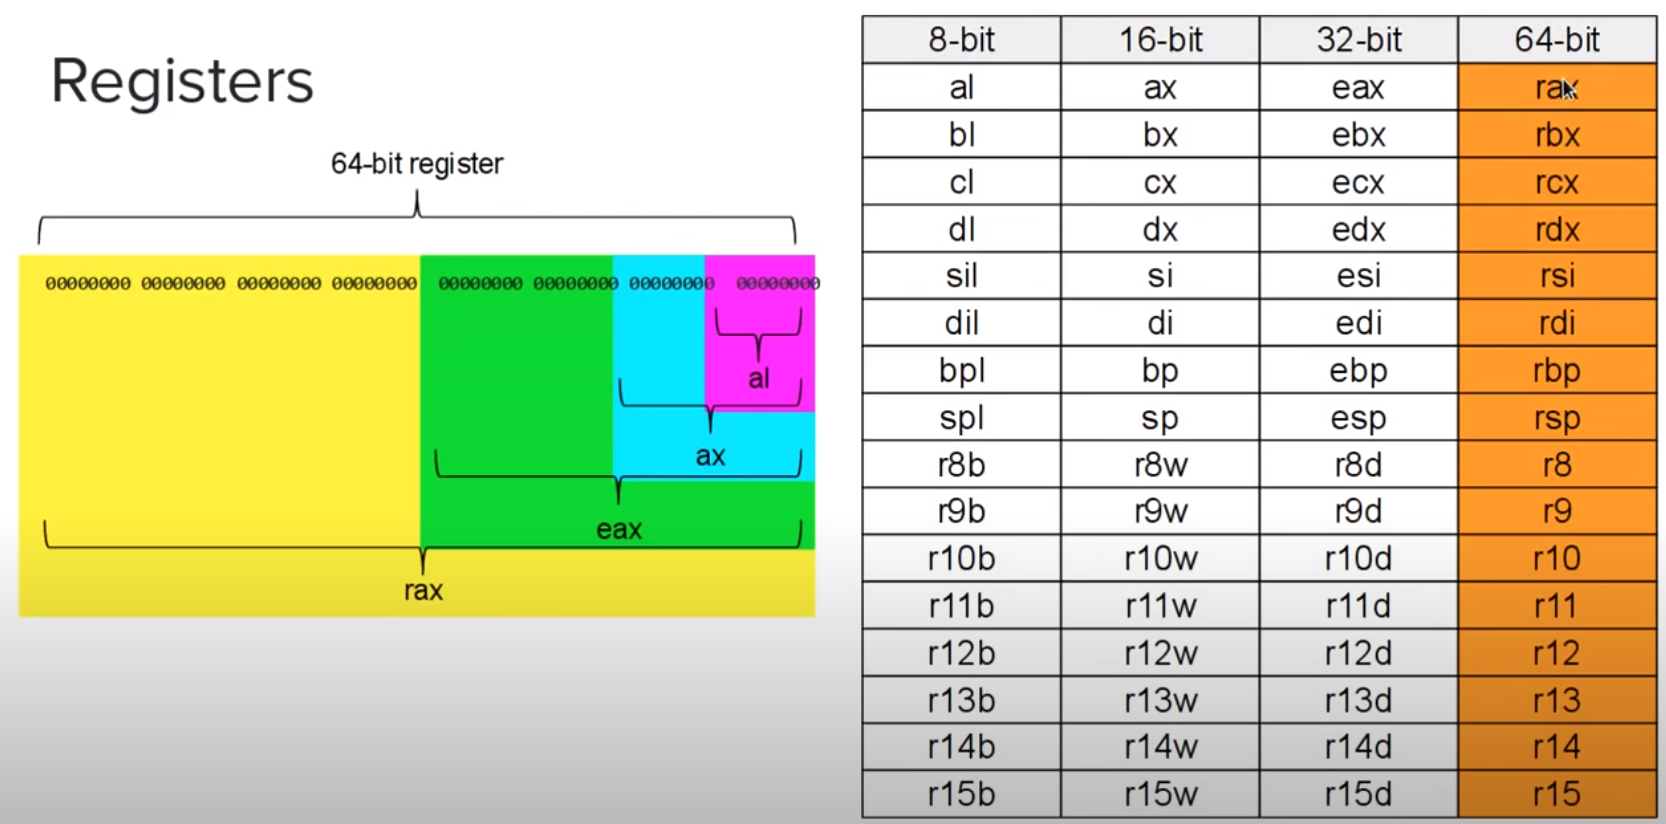 Registers
64-bit register
00000000 00000000 00000000 00000000 00000000 00000000 00000000 00000000
al
ax
eax
rax
8-bit 16-bit 32-bit 64-bit
al ax eax rax
bl bx ebx rbx
cl cx ecx rcx
dl dx edx rdx
sil si esi rsi
dil di edi rdi
bpl bp ebp rbp
spl sp esp rsp
r8b r8w r8d r8
r9b r9w r9d r9
r10b r10w r10d r10
r11b r11w r11d r11
r12b r12w r12d r12
r13b r13w r13d r13
r14b r14w r14d r14
r15b r15w r15d r15